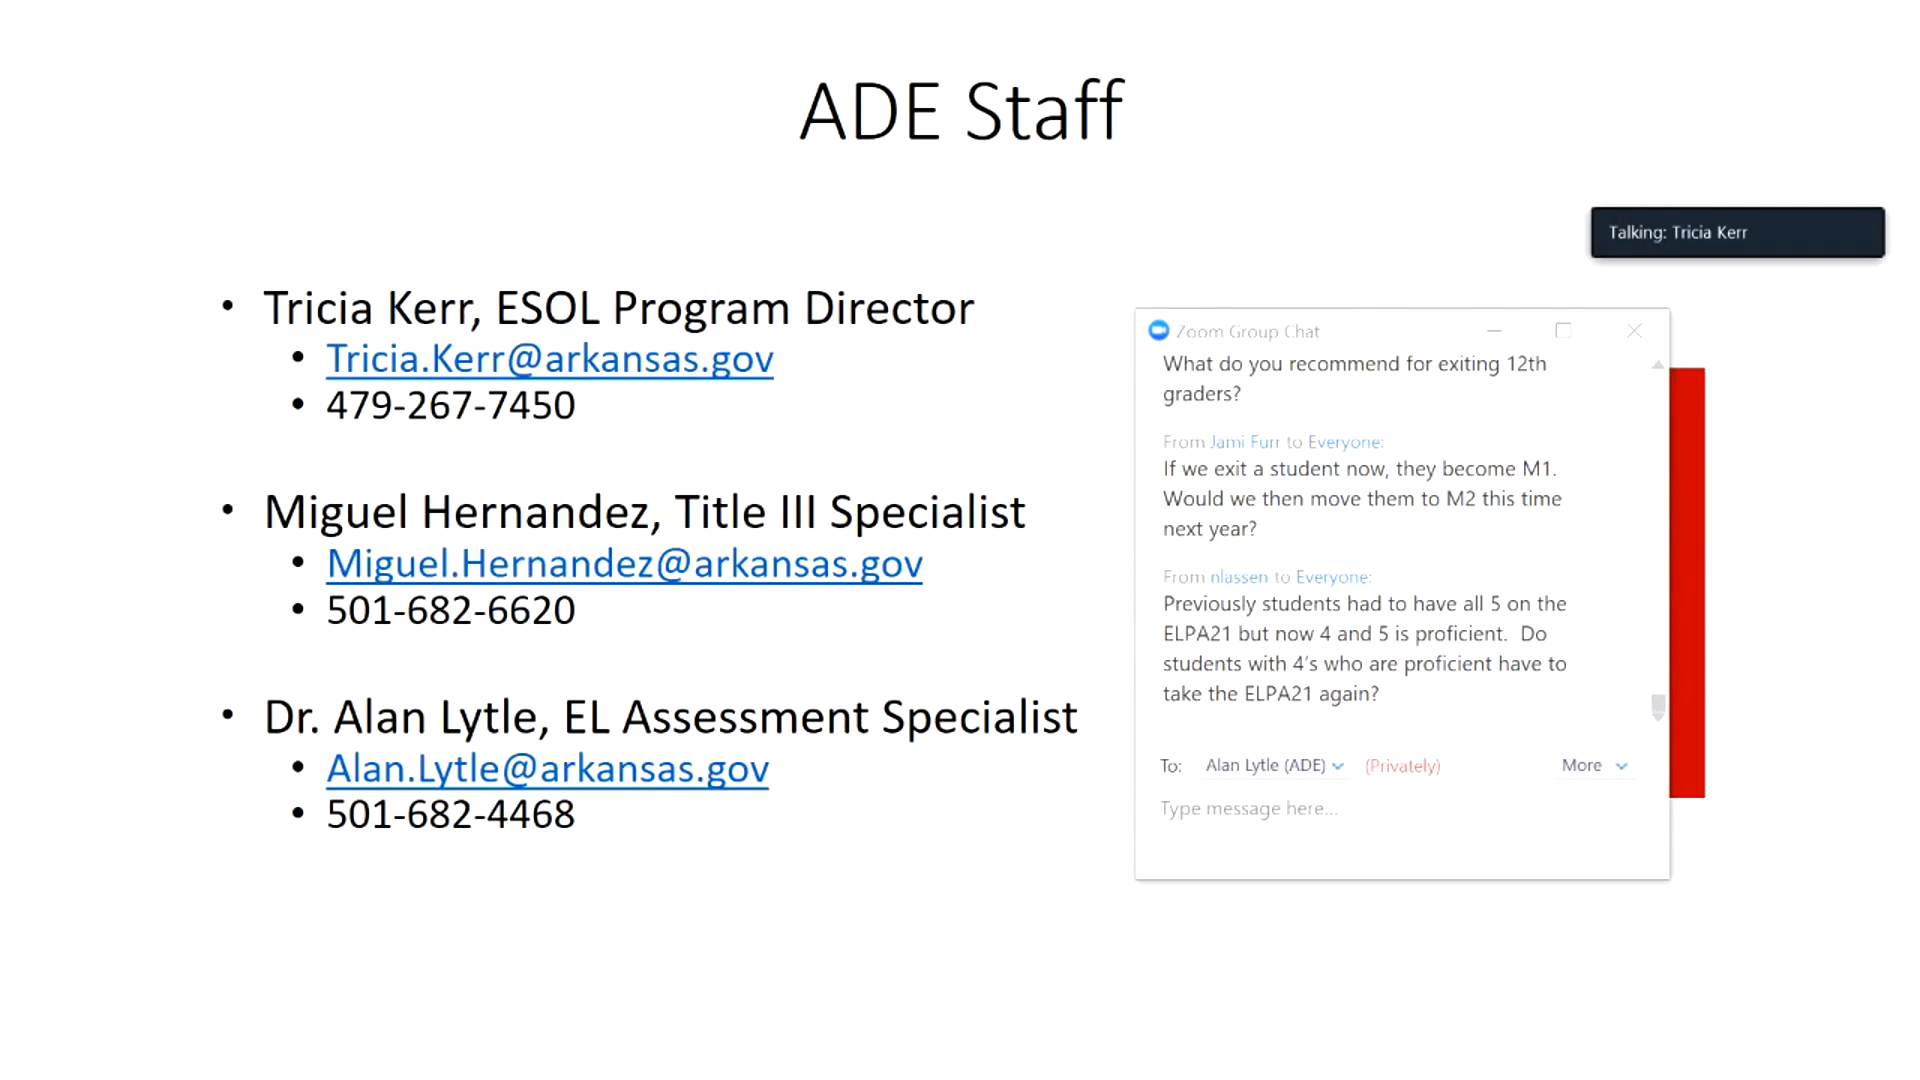 ADE Staff
Talking: Tricia Kerr
• Tricia Kerr, ESOL Program Director
• Tricia.Kerr@arkansas.gov
• 479-267-7450
• Miguel Hernandez, Title III Specialist
• Miguel.Hernandez@arkansas.gov
• 501-682-6620
• Dr. Alan Lytle, EL Assessment Specialist
• Alan.Lytle@arkansas.gov
• 501-682-4468
Zoom Group Chat
What do you recommend for exiting 12th
graders?
From Jami Furr to Everyone:
If we exit a student now, they become M1.
Would we then move them to M2 this time
next year?
From nlassen to Everyone:
Previously students had to have all 5 on the
ELPA21 but now 4 and 5 is proficient.  Do
students with 4's who are proficient have to
take the ELPA21 again?
To: Alan Lytle (ADE) (Privately) More
Type message here...